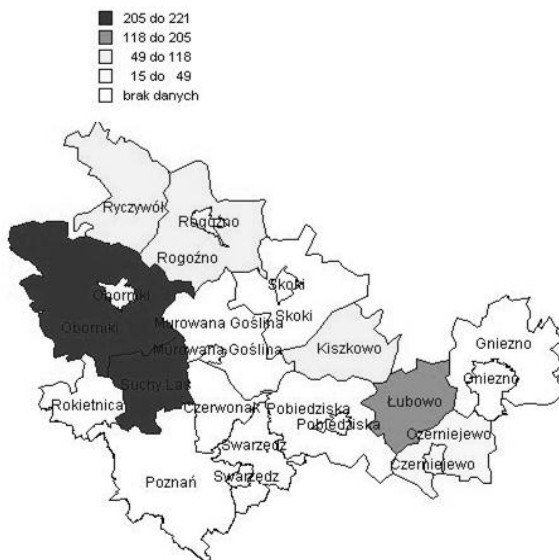 205 do 221
118 do 205
49 do 118
15 do 49
brak danych
Ryczywół
Rogoźno
Rogoźno
Skoki
Skoki
Oborniki
Oborniki
Murowana Goślina
Murowana Goślina
Kiszkowo
Gniezno
Gniezno
Suchy Las
Rokietnica
Czerwonak
Pobiedziska
Pobiedziska
Łubowo
Czerniejewo
Czerniejewo
Swarzędz
Swarzędz
Poznań